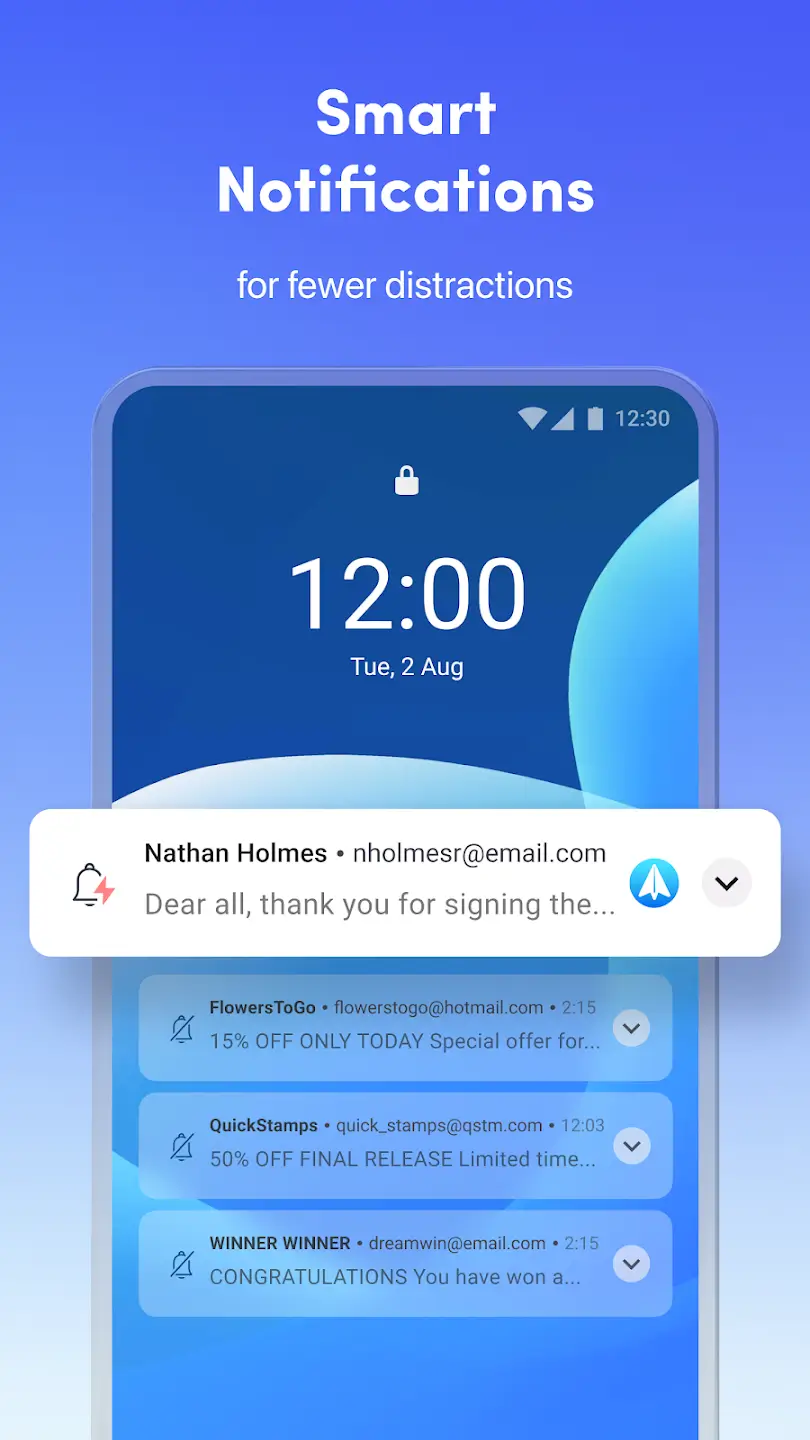 Smart
Notifications
for fewer distractions
12:30
12:00
Tue, 2 Aug
Nathan Holmes • nholmesr@email.com
Dear all, thank you for signing the...
FlowersToGo • flowerstogo@hotmail.com • 2:15
15% OFF ONLY TODAY Special offer for...
QuickStamps • quick_stamps@qstm.com • 12:03
50% OFF FINAL RELEASE Limited time...
WINNER WINNER • dreamwin@email.com • 2:15
CONGRATULATIONS You have won a...